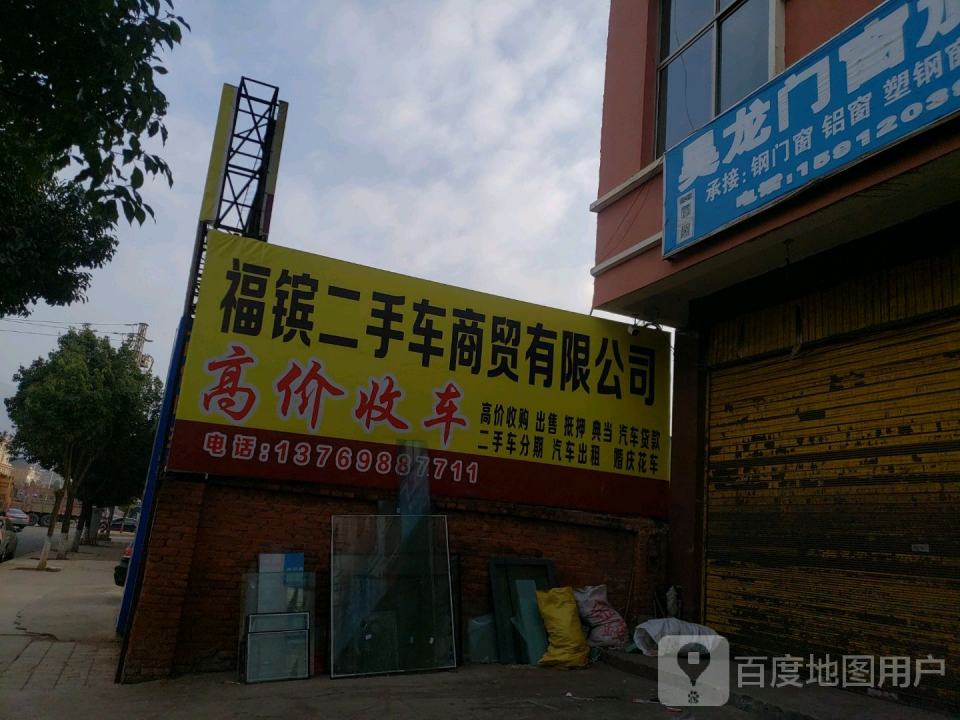 福镔二手车商贸有限公司
高价收车
高价收购 出售 抵押 典当 汽车贷款
二手车分期 汽车出租 婚庆花车
电话:13769887711
昊龙门窗
承接:钢门窗 铝窗 塑钢窗
电话:159120
百度地图用户